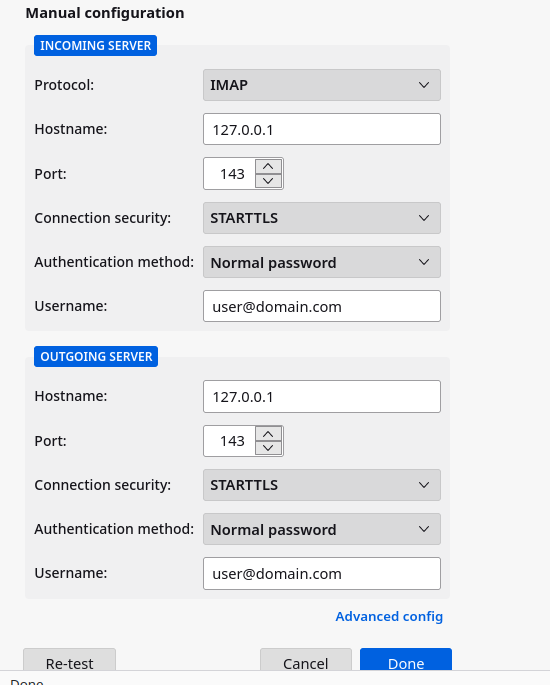 Manual configuration
INCOMING SERVER
Protocol: IMAP
Hostname: 127.0.0.1
Port: 143
Connection security: STARTTLS
Authentication method: Normal password
Username: user@domain.com
OUTGOING SERVER
Hostname: 127.0.0.1
Port: 143
Connection security: STARTTLS
Authentication method: Normal password
Username: user@domain.com
Advanced config
Re-test Cancel Done
Done